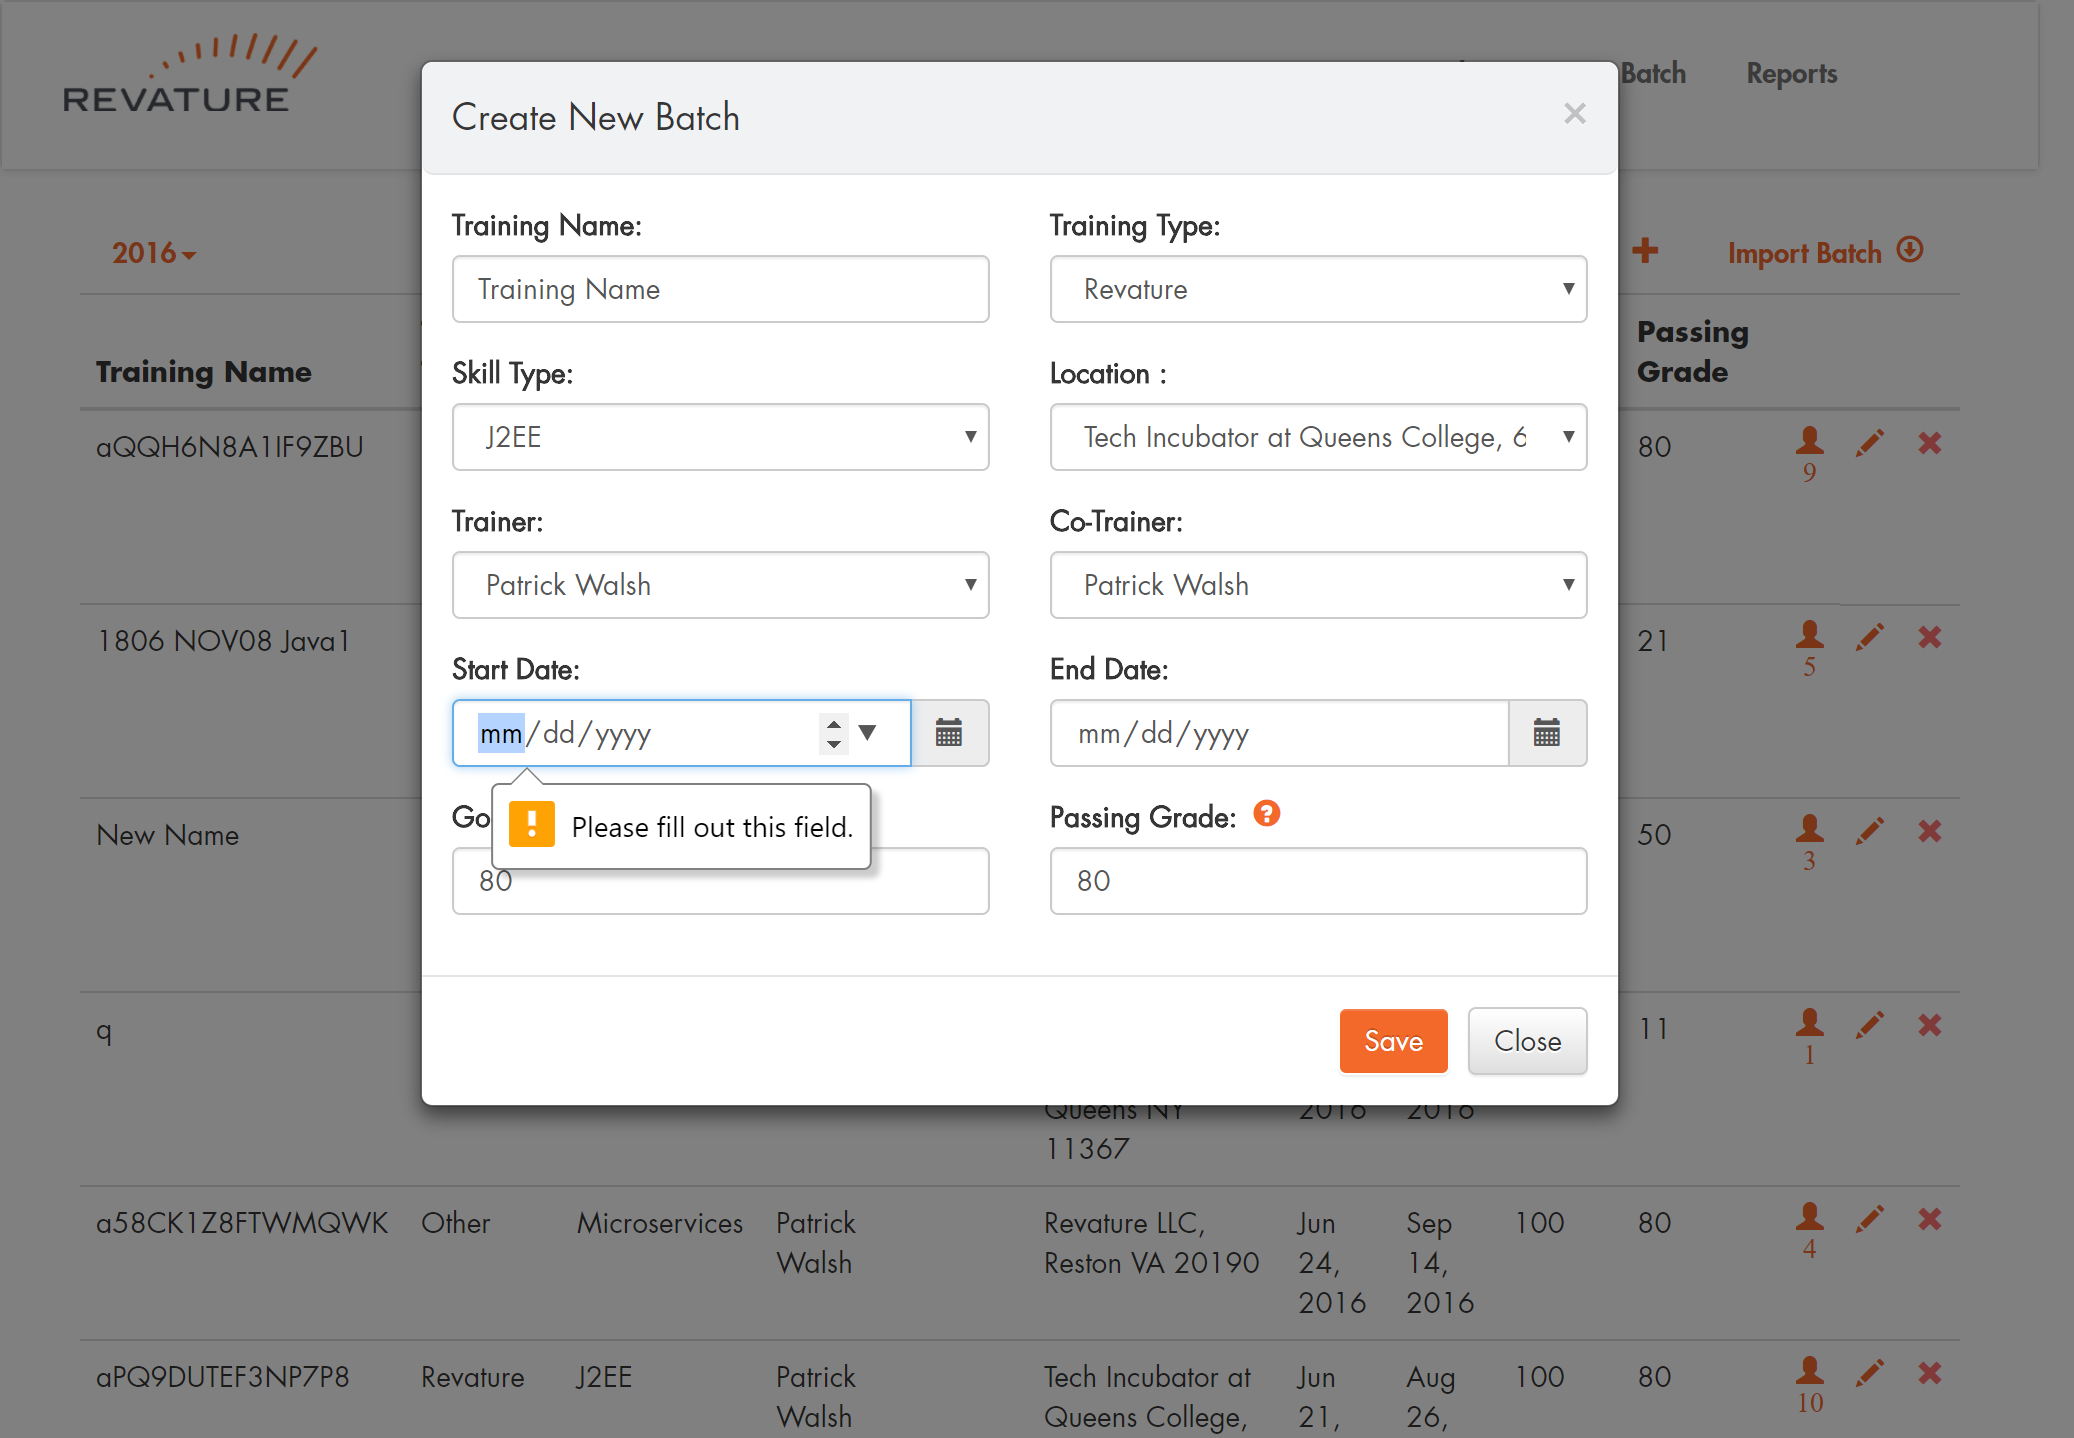 REVATURE
Batch
Reports
Create New Batch
×
2016
Import Batch
Training Name:
Training Type:
Training Name
Revature
Skill Type:
Location :
J2EE
Tech Incubator at Queens College, 6
Trainer:
Co-Trainer:
Patrick Walsh
Patrick Walsh
Start Date:
End Date:
mm/dd/yyyy
mm/dd/yyyy
Go
Please fill out this field.
Passing Grade:
80
80
Save
Close
Training Name
Passing
Grade
aQQH6N8A1IF9ZBU
80
9
1806 NOV08 Java1
21
5
New Name
50
3
q
11
1
Queens NY
11367
2016
2016
a58CK1Z8FTWMQWK
Other
Microservices
Patrick
Walsh
Revature LLC,
Reston VA 20190
Jun
24,
2016
Sep
14,
2016
100
80
4
aPQ9DUTEF3NP7P8
Revature
J2EE
Patrick
Walsh
Tech Incubator at
Queens College,
Jun
21,
Aug
26,
100
80
10